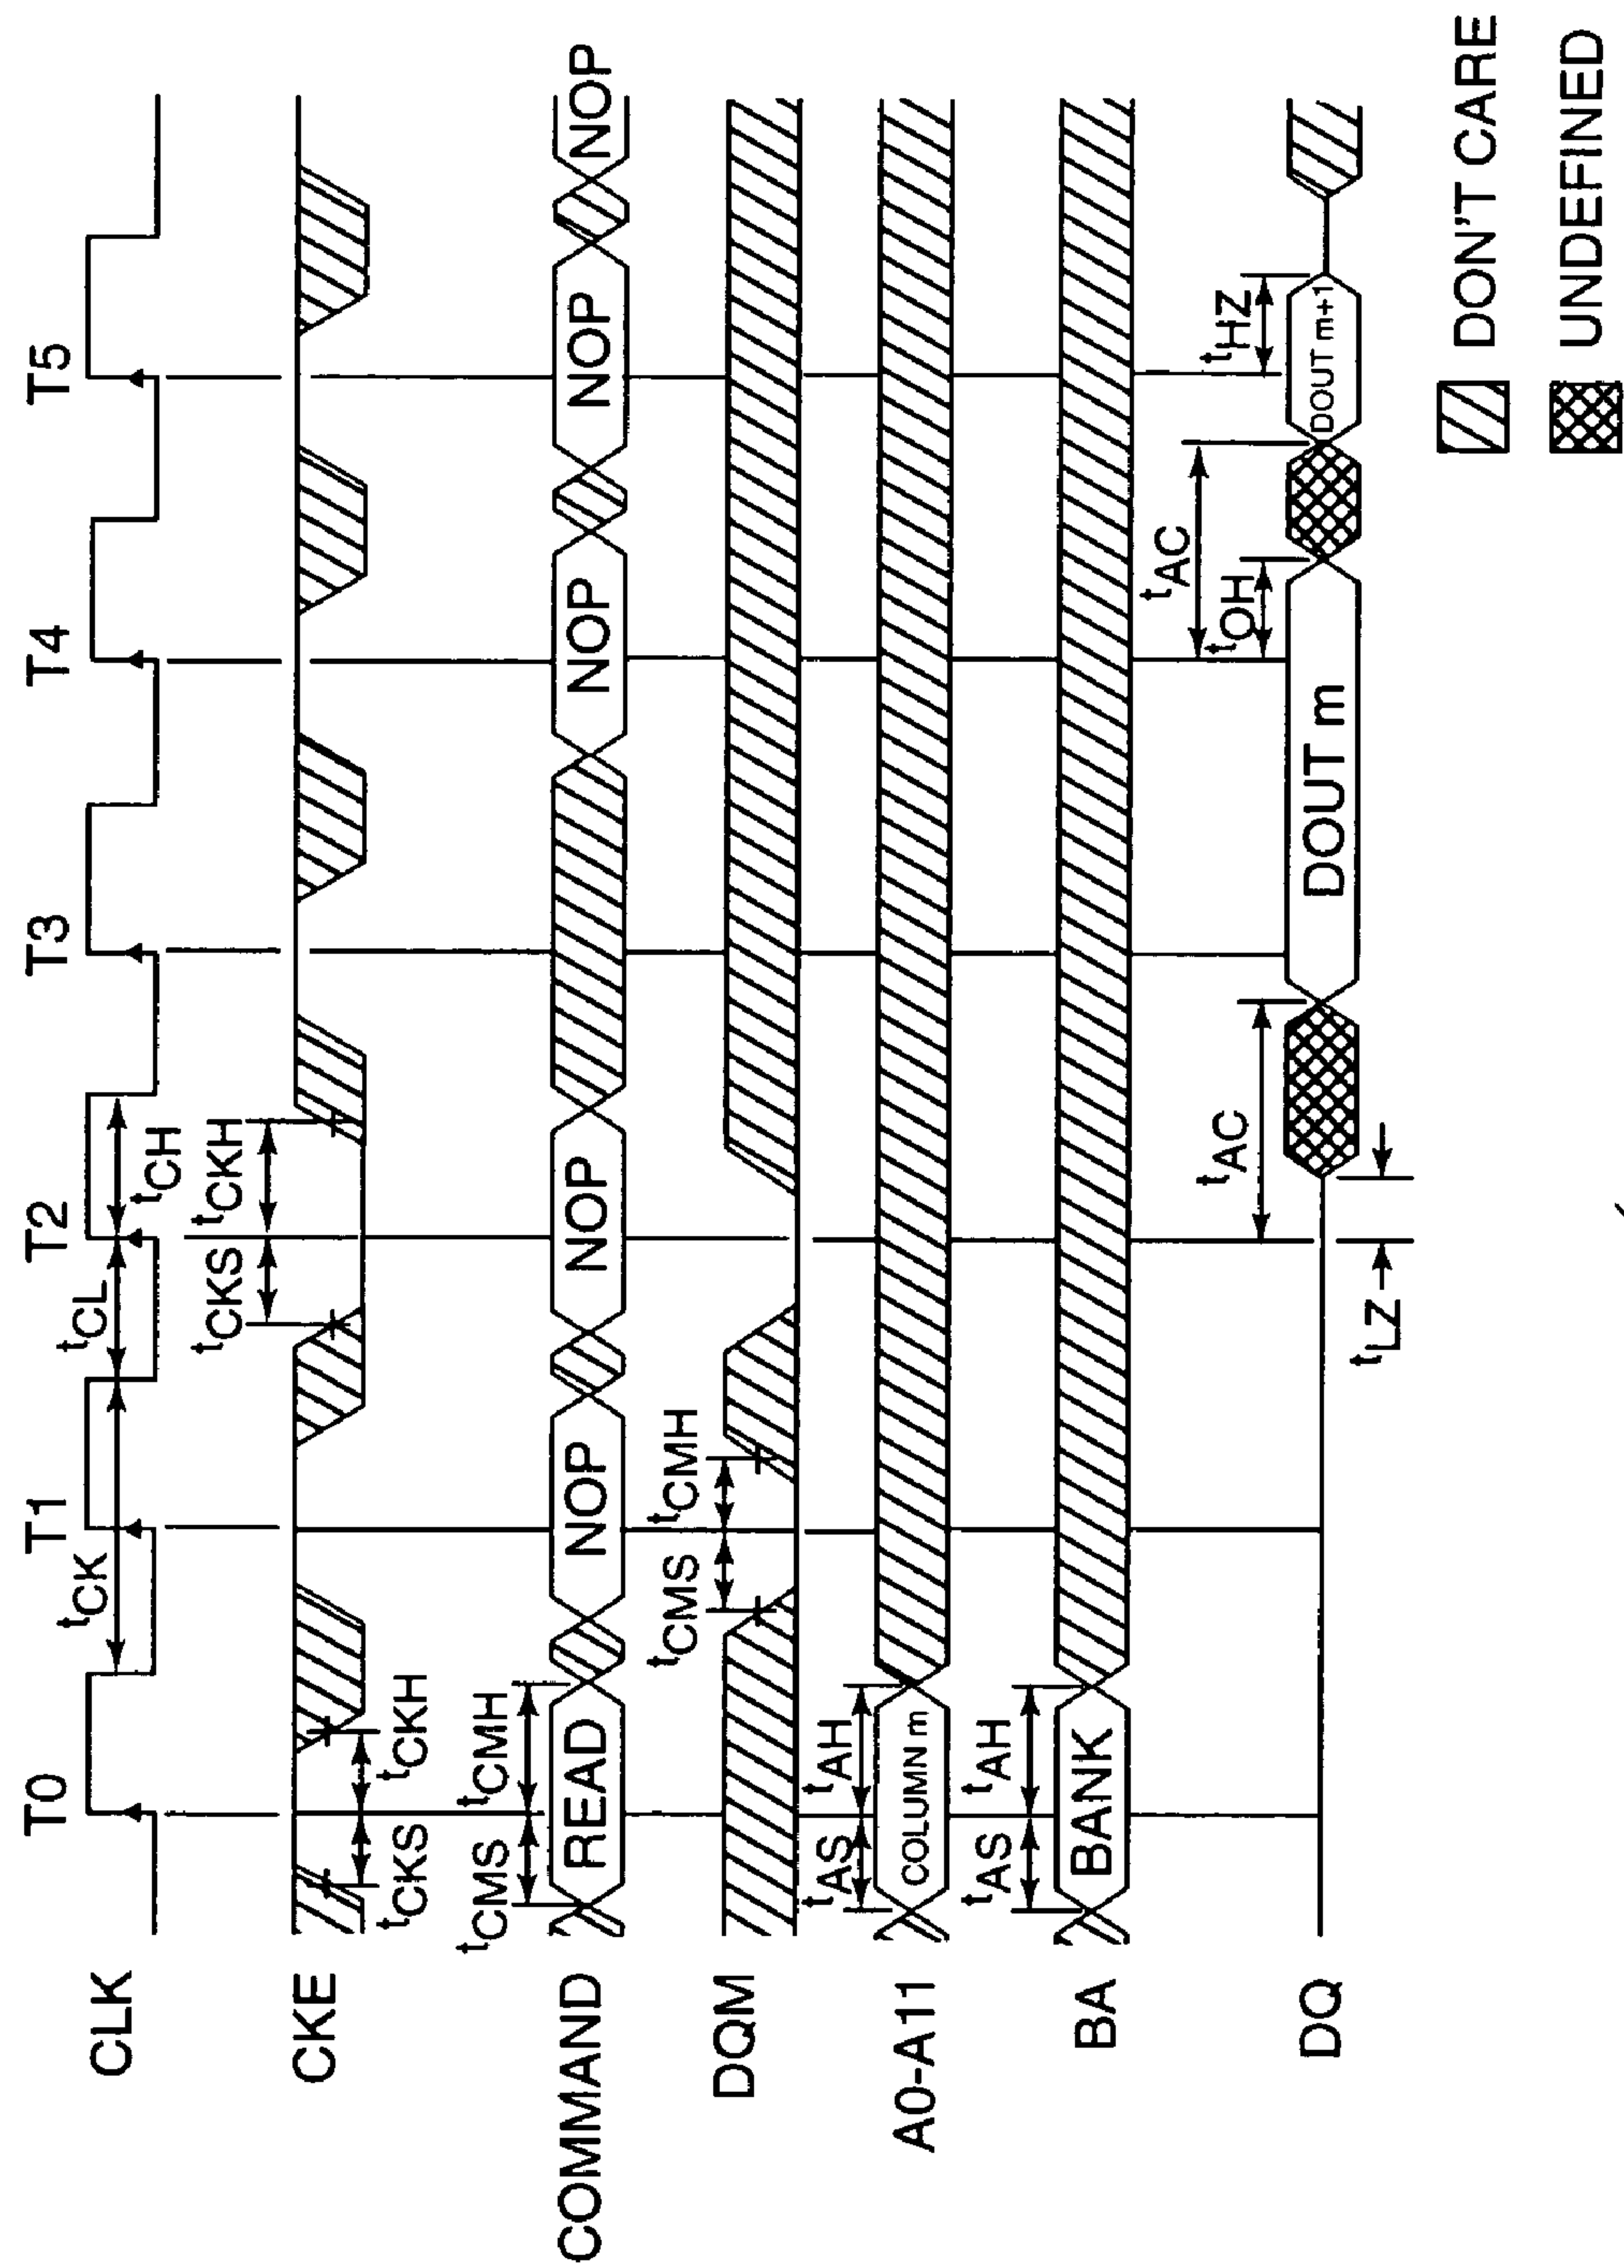 T0 T1 T2 T3 T4 T5
CLK
tCK tCL tCH
CKE
tCKS tCKH tCKS tCKH
tCMS tCMH
COMMAND READ NOP NOP NOP NOP NOP
tCMS tCMH
DQM
tAS tAH
A0-A11 COLUMN m
tAS tAH
BA BANK
tAC tAC
tOH tHZ
DQ DOUT m DOUT m+1
tLZ
DON'T CARE
UNDEFINED